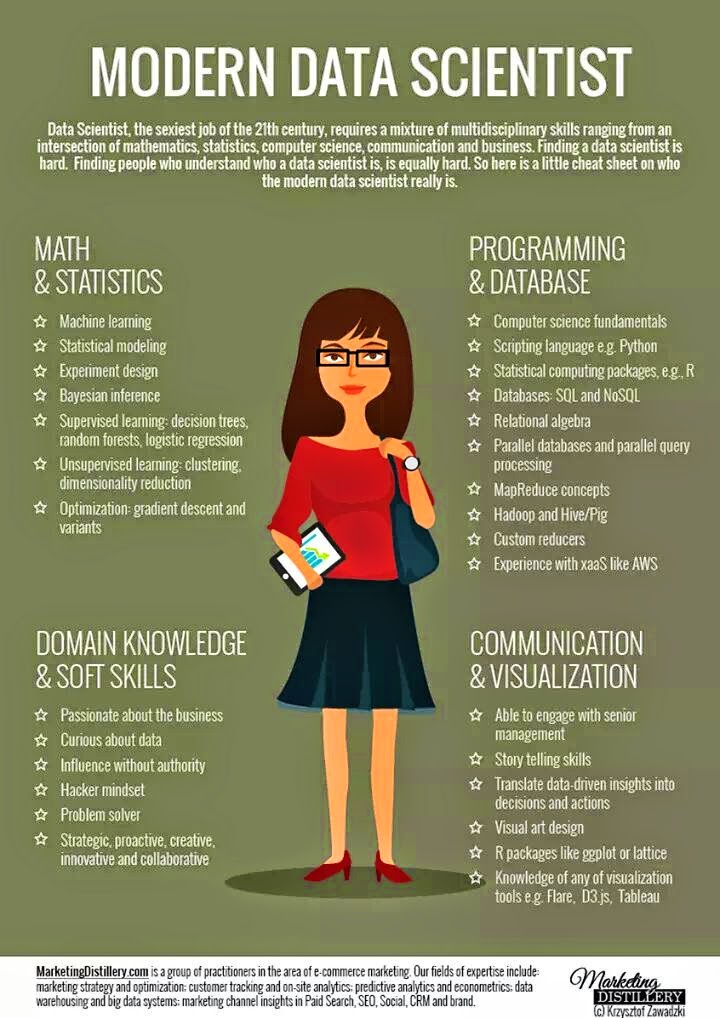 MODERN DATA SCIENTIST
Data Scientist, the sexiest job of the 21th century, requires a mixture of multidisciplinary skills ranging from an
intersection of mathematics, statistics, computer science, communication and business. Finding a data scientist is
hard. Finding people who understand who a data scientist is, is equally hard. So here is a little cheat sheet on who
the modern data scientist really is.
MATH
& STATISTICS
Machine learning
Statistical modeling
Experiment design
Bayesian inference
Supervised learning: decision trees,
random forests, logistic regression
Unsupervised learning: clustering,
dimensionality reduction
Optimization: gradient descent and
variants
PROGRAMMING
& DATABASE
Computer science fundamentals
Scripting language e.g. Python
Statistical computing packages, e.g., R
Databases: SQL and NoSQL
Relational algebra
Parallel databases and parallel query
processing
MapReduce concepts
Hadoop and Hive/Pig
Custom reducers
Experience with xaaS like AWS
DOMAIN KNOWLEDGE
& SOFT SKILLS
Passionate about the business
Curious about data
Influence without authority
Hacker mindset
Problem solver
Strategic, proactive, creative,
innovative and collaborative
COMMUNICATION
& VISUALIZATION
Able to engage with senior
management
Story telling skills
Translate data-driven insights into
decisions and actions
Visual art design
R packages like ggplot or lattice
Knowledge of any of visualization
tools e.g. Flare, D3.js, Tableau
MarketingDistillery.com is a group of practitioners in the area of e-commerce marketing. Our fields of expertise include:
marketing strategy and optimization: customer tracking and on-site analytics: predictive analytics and econometrics: data
warehousing and big data systems: marketing channel insights in Paid Search, SEO, Social, CRM and brand.
Marketing
DISTILLERY
(c) Krzysztof Zawadzki